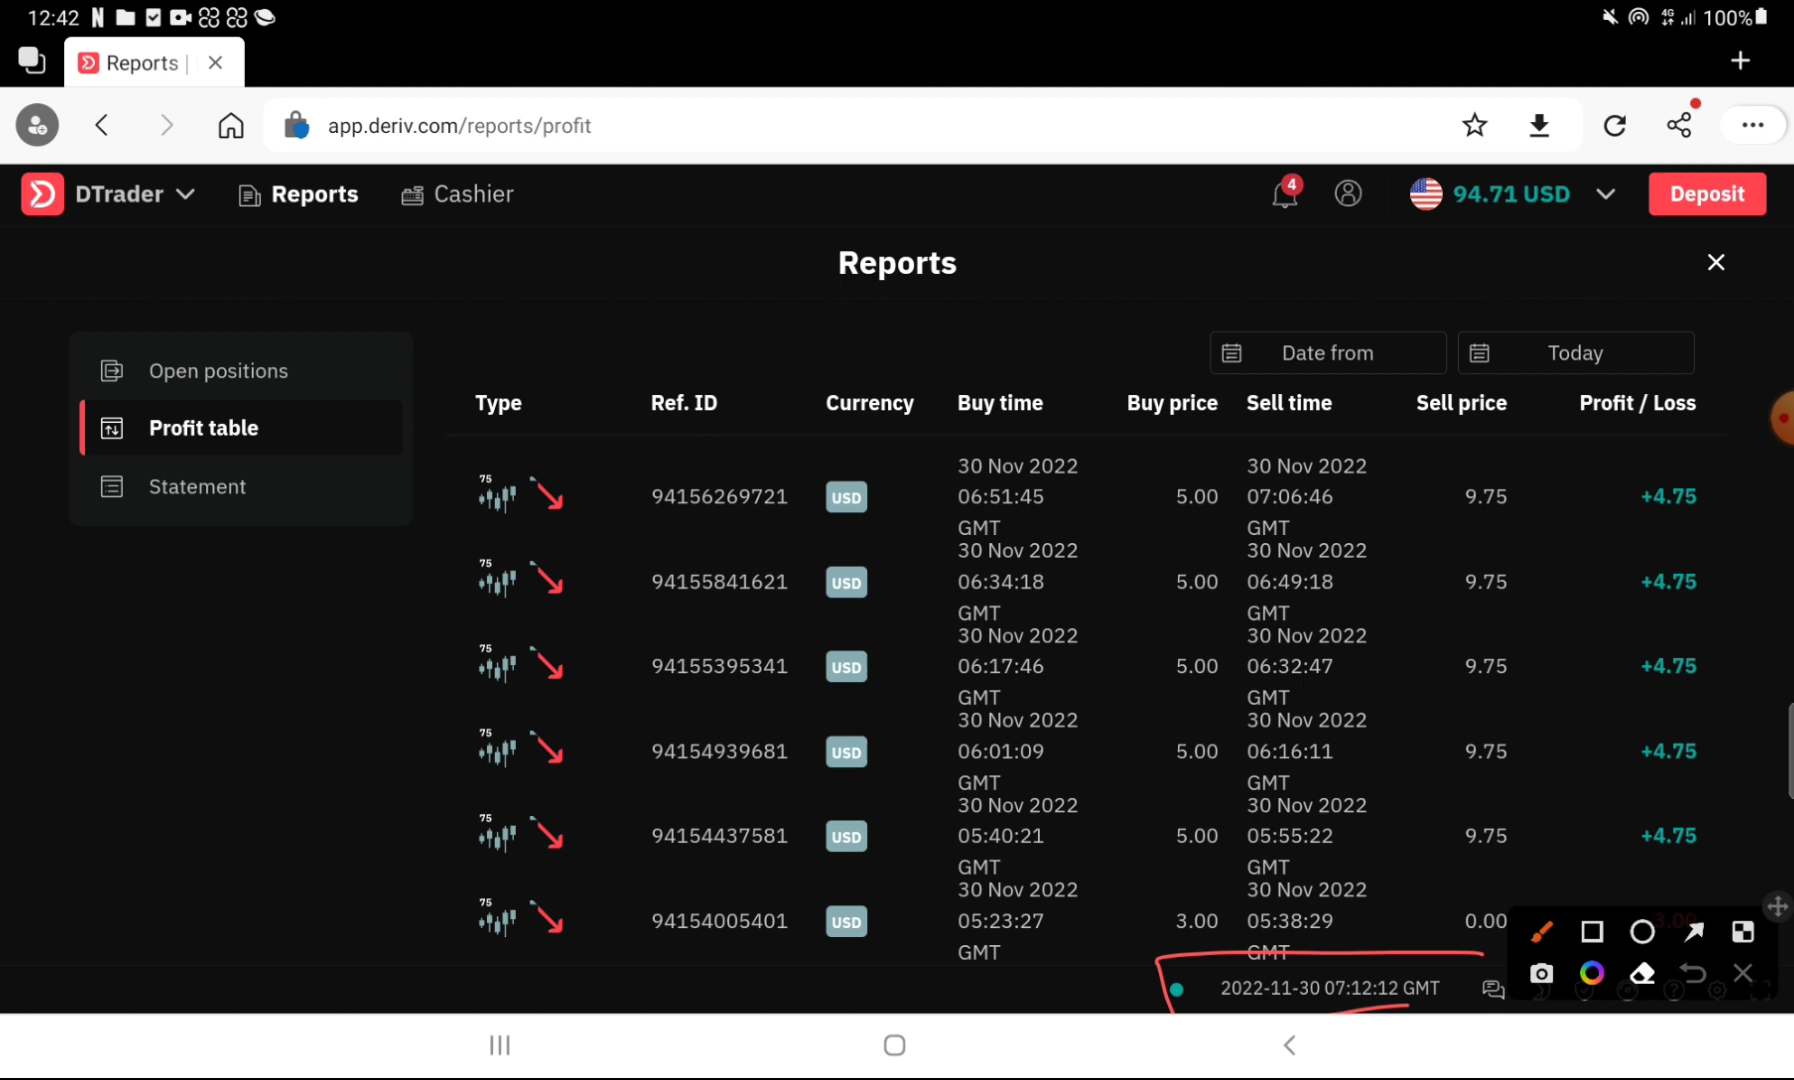 12:42
4G
100%
Reports |
app.deriv.com/reports/profit
DTrader
Reports
Cashier
4
94.71 USD
Deposit
Reports
Open positions
Profit table
Statement
Date from
Today
Type Ref. ID Currency Buy time Buy price Sell time Sell price Profit / Loss
75 94156269721 USD 30 Nov 2022 06:51:45 GMT 5.00 30 Nov 2022 07:06:46 GMT 9.75 +4.75
75 94155841621 USD 30 Nov 2022 06:34:18 GMT 5.00 30 Nov 2022 06:49:18 GMT 9.75 +4.75
75 94155395341 USD 30 Nov 2022 06:17:46 GMT 5.00 30 Nov 2022 06:32:47 GMT 9.75 +4.75
75 94154939681 USD 30 Nov 2022 06:01:09 GMT 5.00 30 Nov 2022 06:16:11 GMT 9.75 +4.75
75 94154437581 USD 30 Nov 2022 05:40:21 GMT 5.00 30 Nov 2022 05:55:22 GMT 9.75 +4.75
75 94154005401 USD 30 Nov 2022 05:23:27 GMT 3.00 30 Nov 2022 05:38:29 GMT 0.00 3.00
2022-11-30 07:12:12 GMT